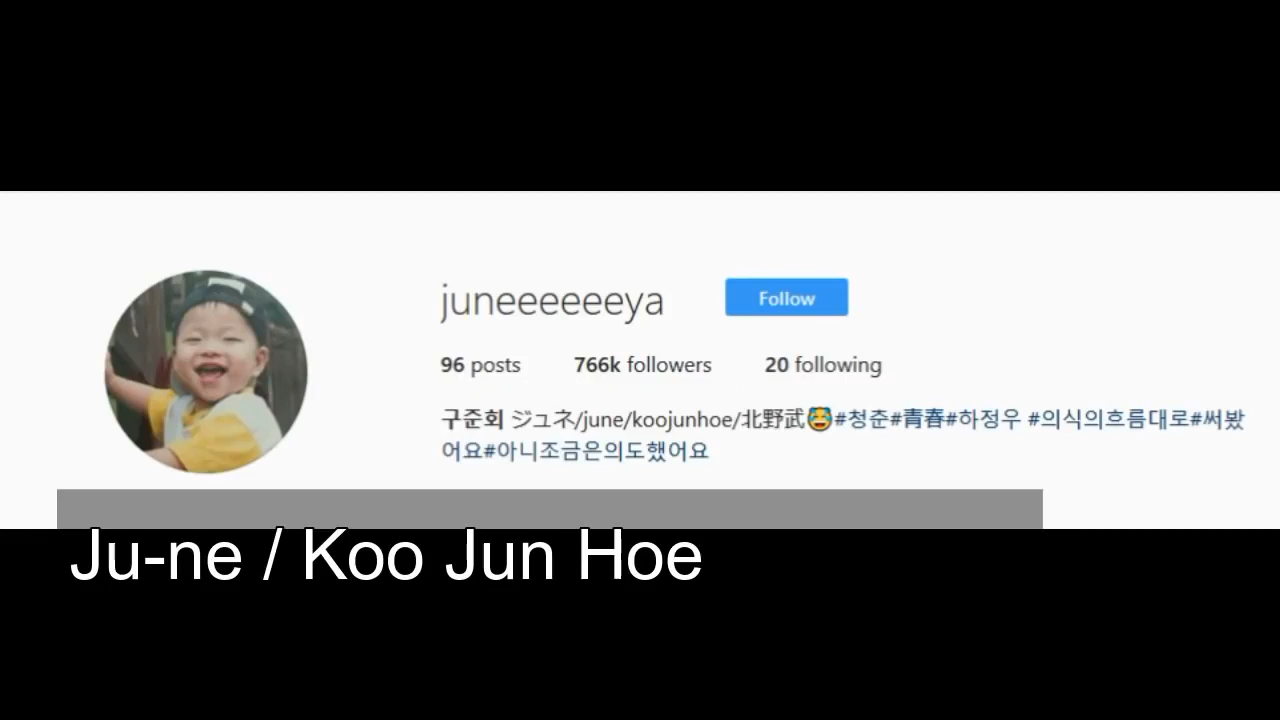 juneeeeeeya Follow
96 posts 766k followers 20 following
구준회 ジュネ/june/koojunhoe/北野武😹#청춘#青春#하정우 #의식의흐름대로#써봤
어요#아니조금은의도했어요
Ju-ne / Koo Jun Hoe